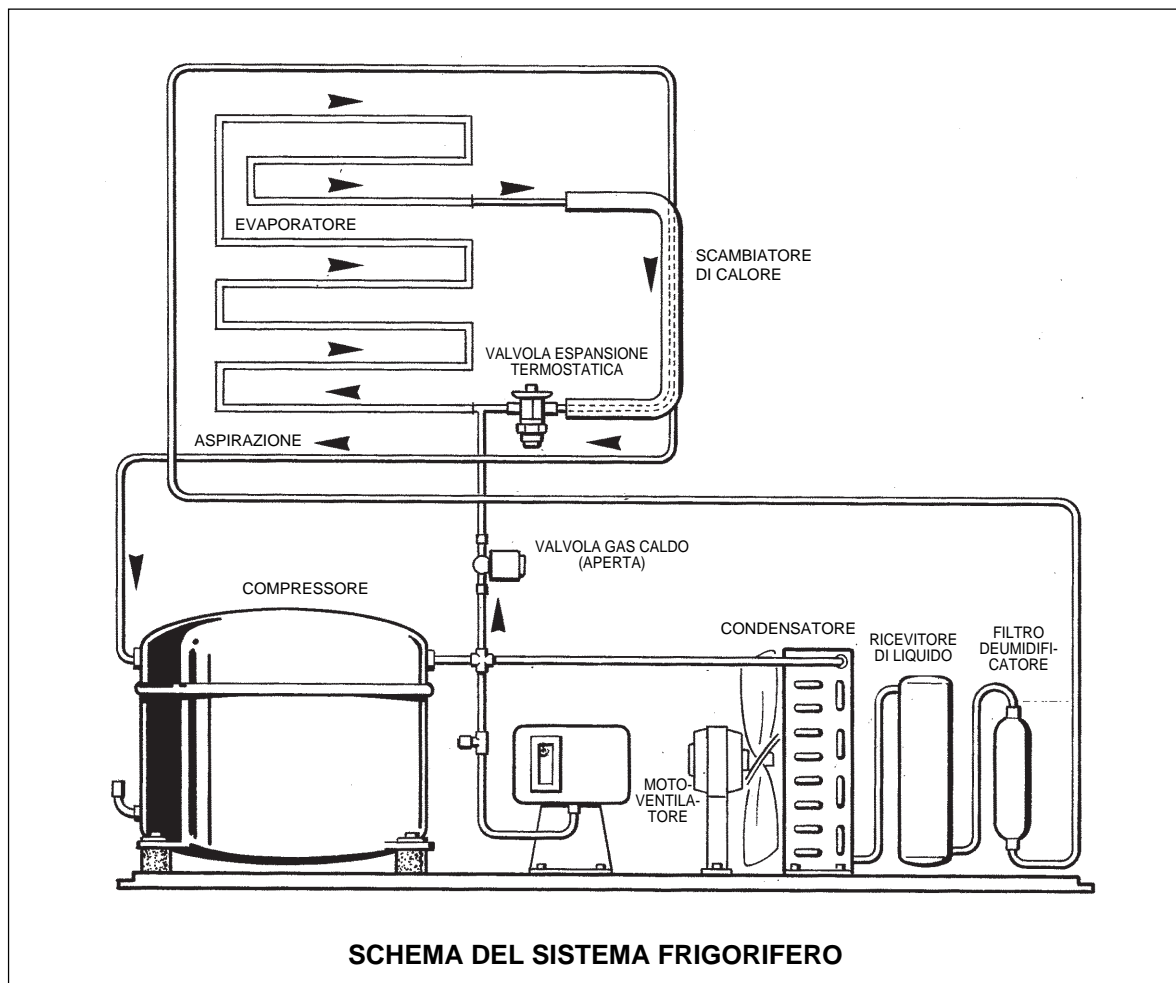 EVAPORATORE
SCAMBIATORE
DI CALORE
VALVOLA ESPANSIONE
TERMOSTATICA
ASPIRAZIONE
VALVOLA GAS CALDO
(APERTA)
COMPRESSORE
CONDENSATORE
RICEVITORE
DI LIQUIDO
FILTRO
DEUMIDIFI-
CATORE
MOTO-
VENTILA-
TORE
SCHEMA DEL SISTEMA FRIGORIFERO